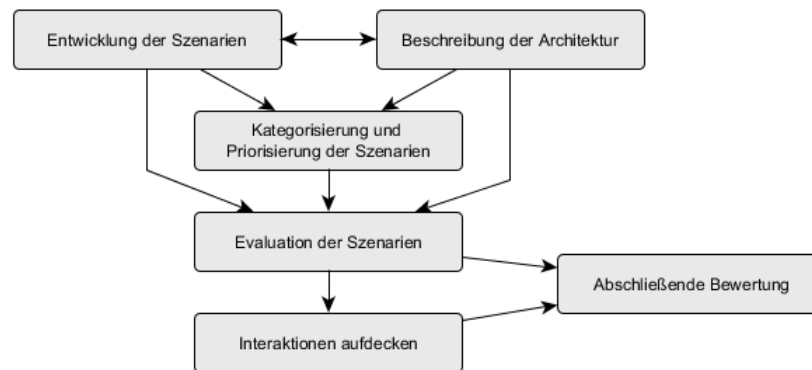 Entwicklung der Szenarien
Beschreibung der Architektur
Kategorisierung und
Priorisierung der Szenarien
Evaluation der Szenarien
Abschließende Bewertung
Interaktionen aufdecken